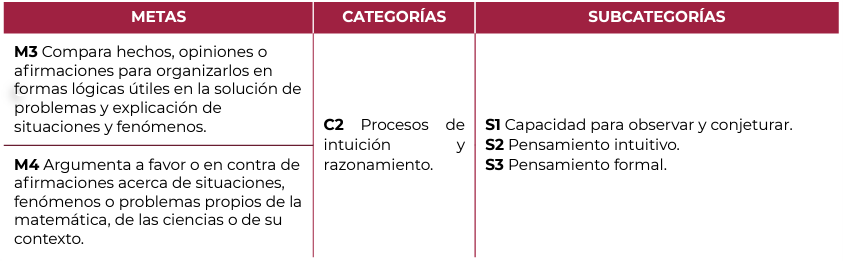 METAS
CATEGORÍAS
SUBCATEGORÍAS
M3 Compara hechos, opiniones o
afirmaciones para organizarlos en
formas lógicas útiles en la solución de
problemas y explicación de
situaciones y fenómenos.
M4 Argumenta a favor o en contra de
afirmaciones acerca de situaciones,
fenómenos o problemas propios de la
matemática, de las ciencias o de su
contexto.
C2 Procesos de
intuición y
razonamiento.
S1 Capacidad para observar y conjeturar.
S2 Pensamiento intuitivo.
S3 Pensamiento formal.